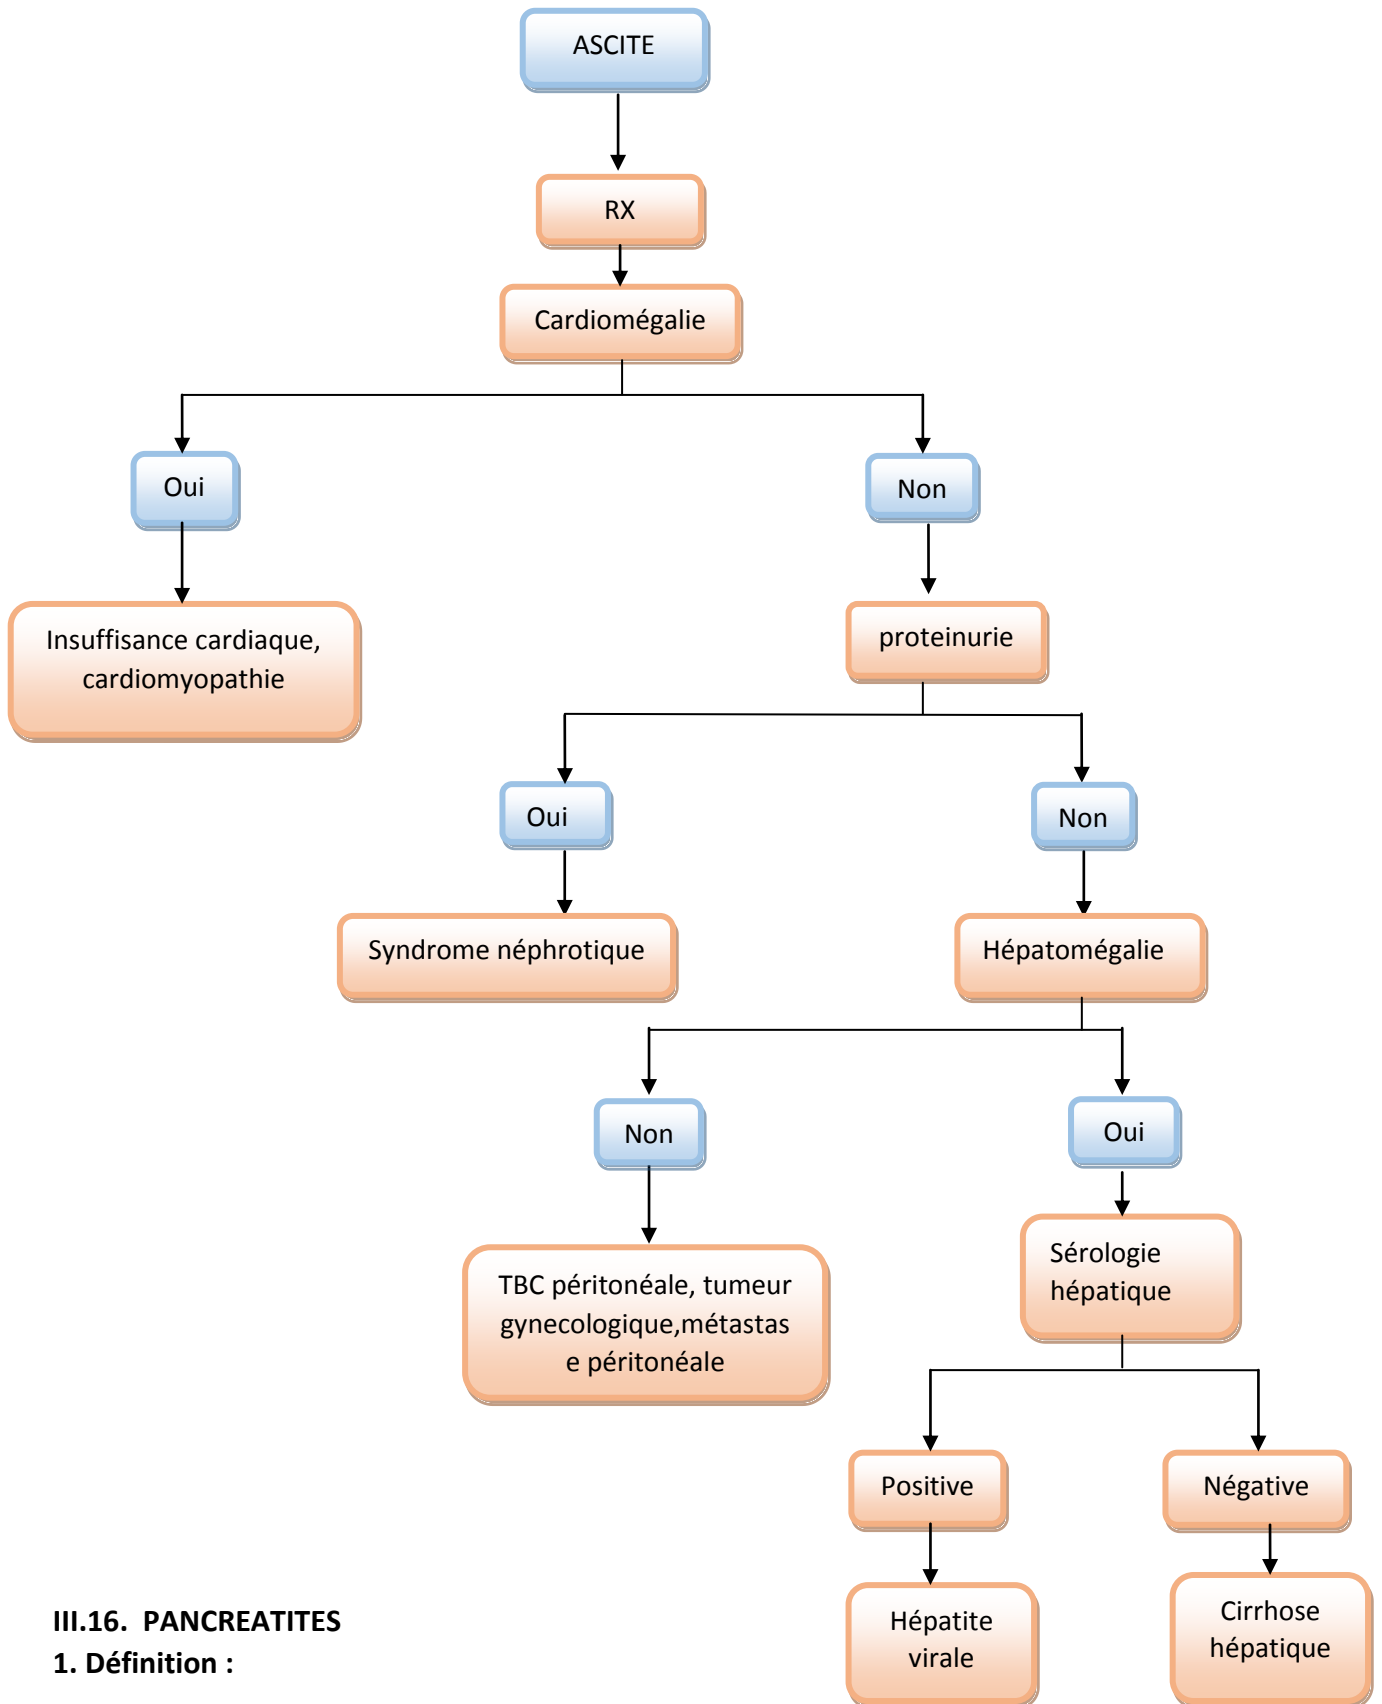 ASCITE
RX
Cardiomégalie
Oui
Non
Insuffisance cardiaque,
cardiomyopathie
proteinurie
Oui
Non
Syndrome néphrotique
Hépatomégalie
Non
Oui
TBC péritonéale, tumeur
gynecologique,métastas
e péritonéale
Sérologie
hépatique
Positive
Négative
Hépatite
virale
Cirrhose
hépatique
III.16. PANCREATITES
1. Définition :